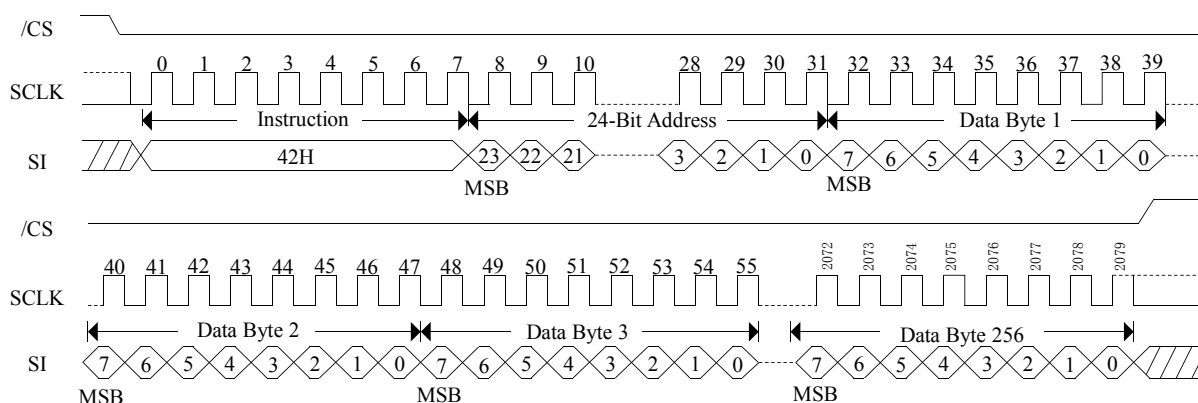 /CS
0 1 2 3 4 5 6 7 8 9 10 28 29 30 31 32 33 34 35 36 37 38 39
SCLK
Instruction 24-Bit Address Data Byte 1
SI 42H 23 22 21 3 2 1 0 7 6 5 4 3 2 1 0
MSB MSB
/CS
40 41 42 43 44 45 46 47 48 49 50 51 52 53 54 55 2072 2073 2074 2075 2076 2077 2078 2079
SCLK
Data Byte 2 Data Byte 3 Data Byte 256
SI 7 6 5 4 3 2 1 0 7 6 5 4 3 2 1 0 7 6 5 4 3 2 1 0
MSB MSB MSB